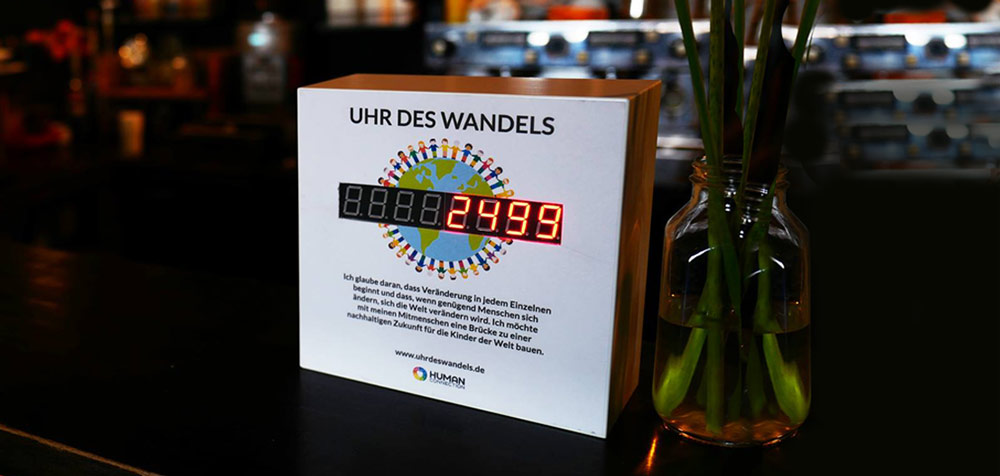 UHR DES WANDELS
2499
Ich glaube daran, dass Veränderung in jedem Einzelnen
beginnt und dass, wenn genügend Menschen sich
ändern, sich die Welt verändern wird. Ich möchte
mit meinen Mitmenschen eine Brücke zu einer
nachhaltigen Zukunft für die Kinder der Welt bauen.
www.uhrdeswandels.de
HUMAN
CONNECTION